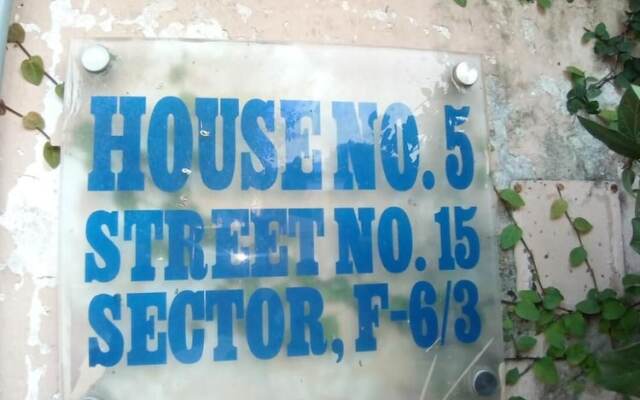 HOUSE NO. 5
STREET NO. 15
SECTOR, F-6/3